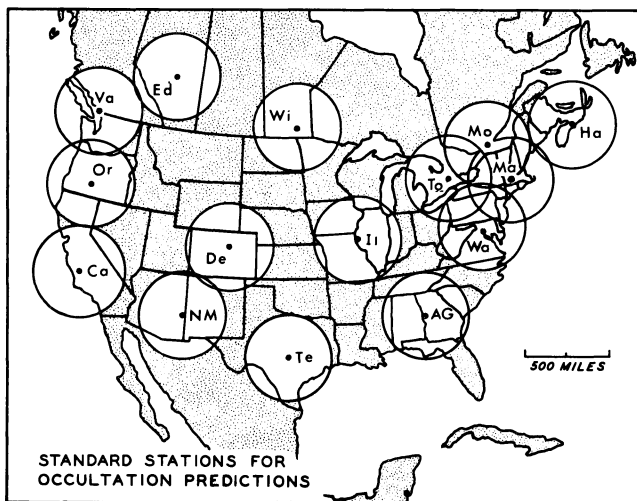 Ed
Va
Wi
Mo
Ha
Or
To
Ma
De
Il
Wa
Ca
NM
AG
Te
500 MILES
STANDARD STATIONS FOR
OCCULTATION PREDICTIONS